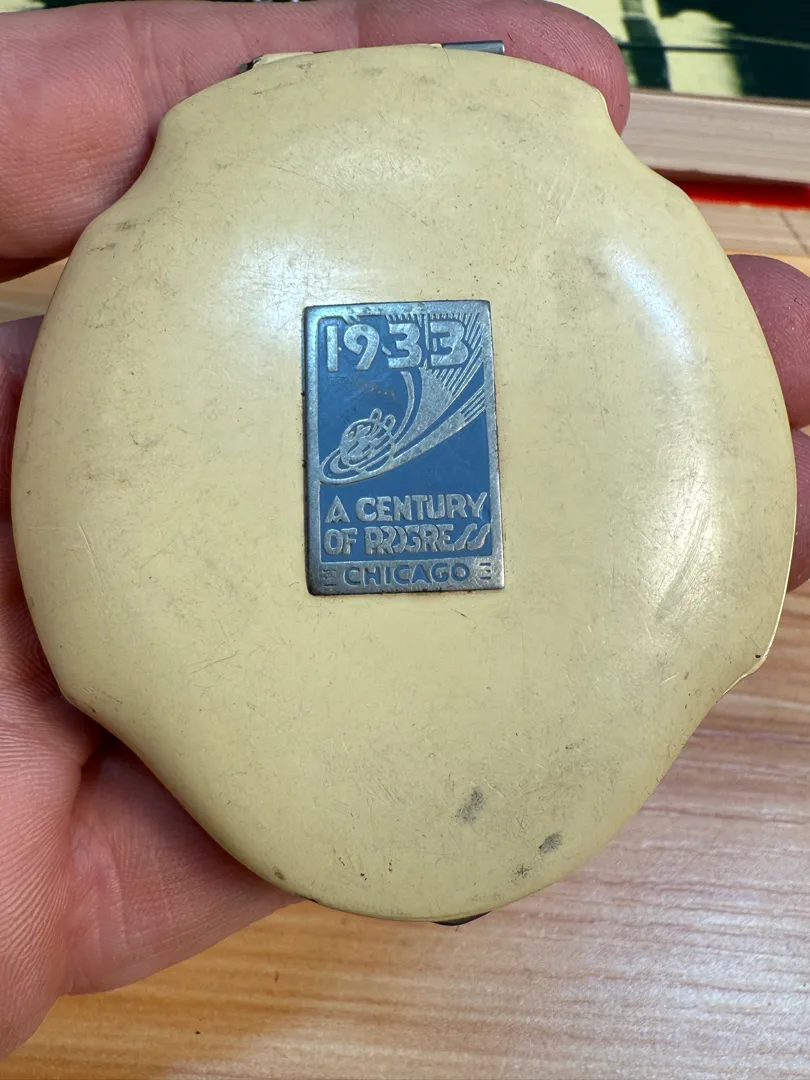 1933
A CENTURY
OF PROGRESS
CHICAGO